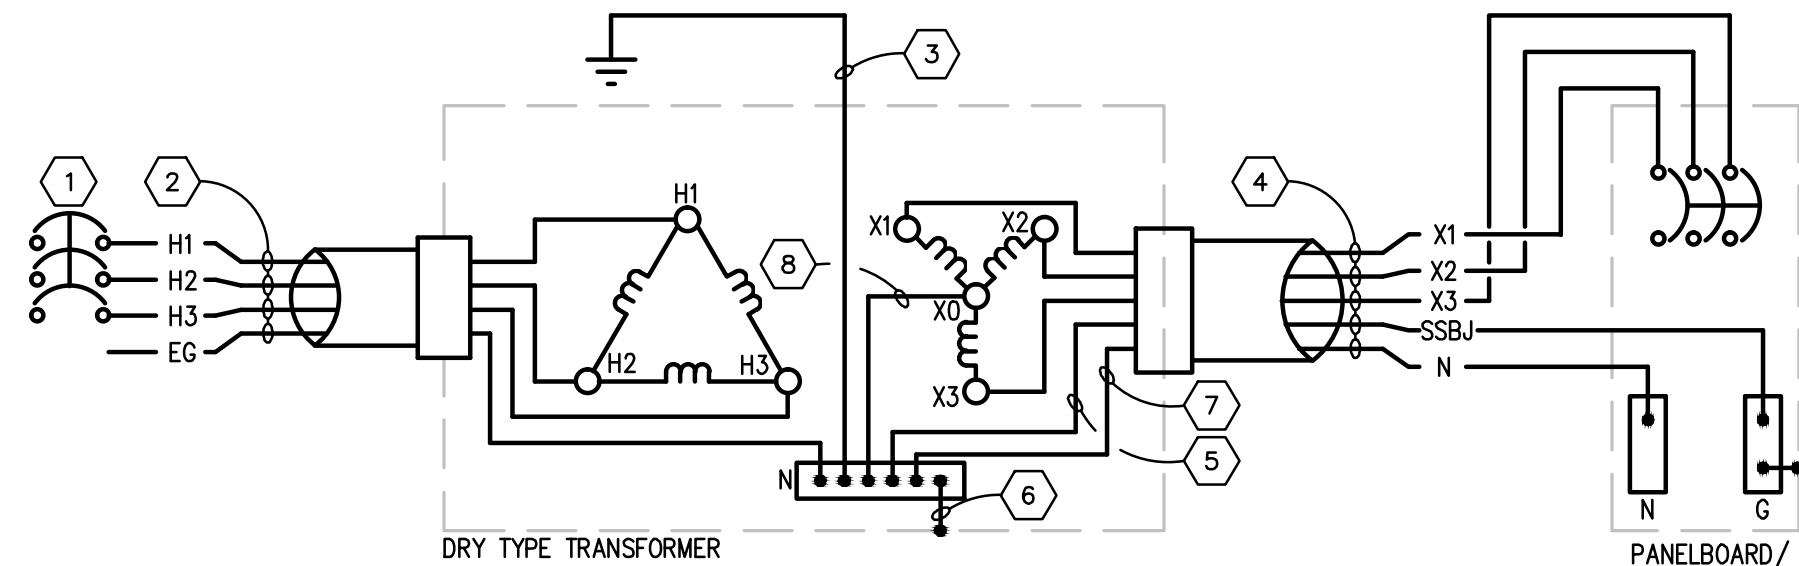 3
1
2
H1
H2
H3
EG
H1
H2
H3
8
X1
X2
X0
X3
4
X1
X2
X3
SSBJ
N
7
5
6
N
N
G
DRY TYPE TRANSFORMER
PANELBOARD/